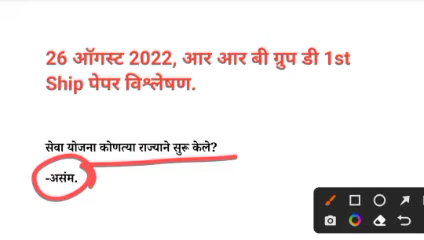 26 ऑगस्ट 2022, आर आर बी ग्रुप डी 1st
Ship पेपर विश्लेषण.
सेवा योजना कोणत्या राज्याने सुरू केले?
-असंम.